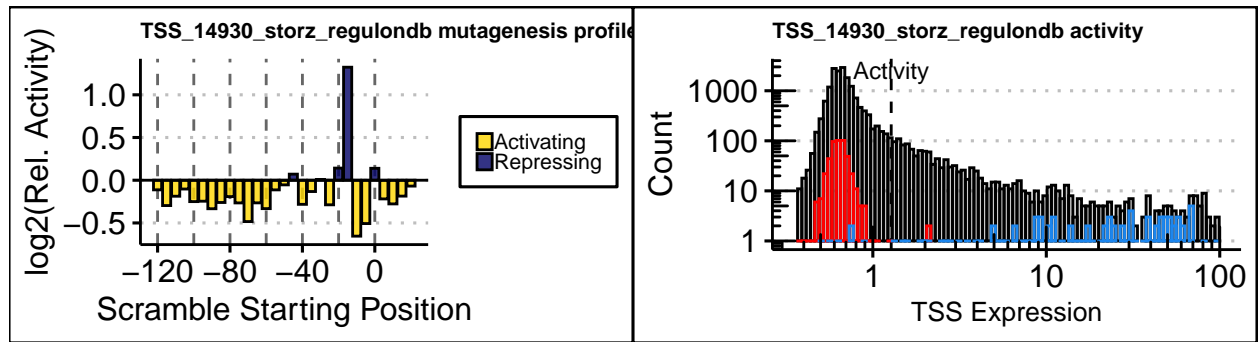 TSS_14930_storz_regulondb mutagenesis profile
log2(Rel. Activity)
1.0
0.5
0.0
−0.5
−120 −80 −40 0
Scramble Starting Position
Activating
Repressing
TSS_14930_storz_regulondb activity
Activity
Count
1000
100
10
1
1 10 100
TSS Expression